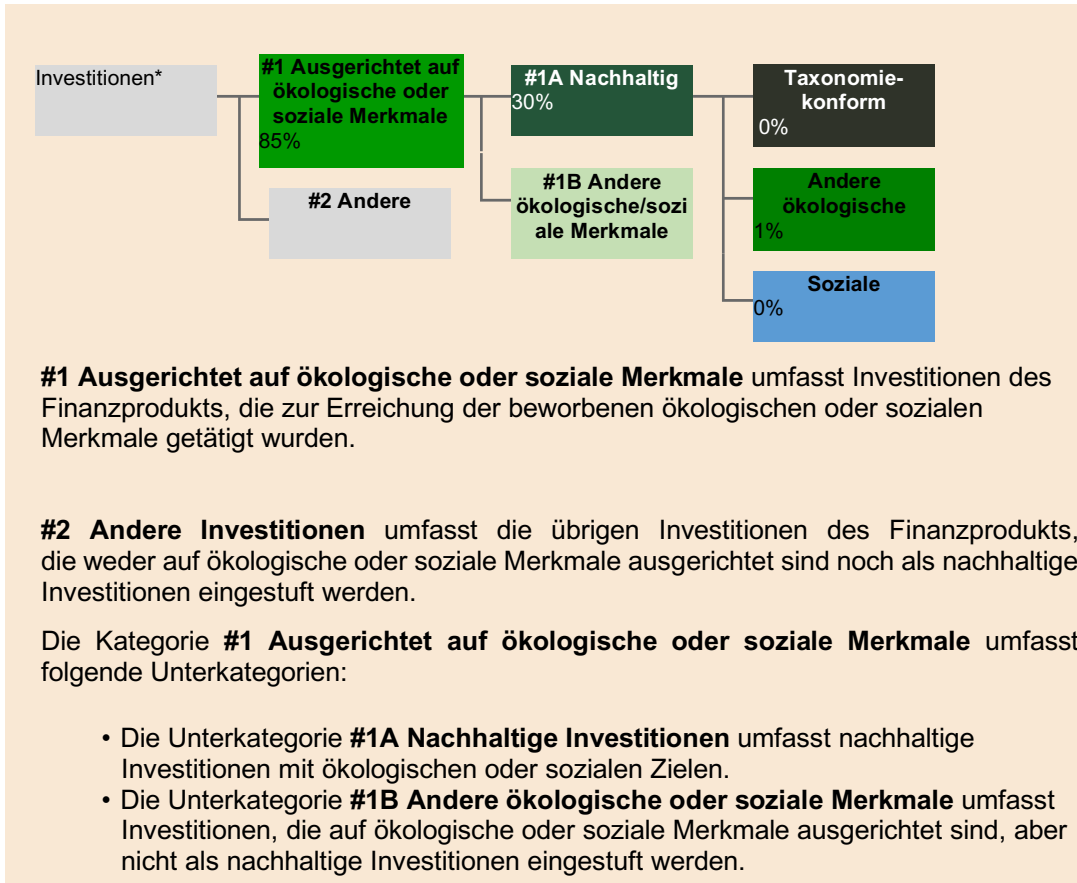 Investitionen*
#1 Ausgerichtet auf
ökologische oder
soziale Merkmale
85%
#2 Andere
#1A Nachhaltig
30%
#1B Andere
ökologische/sozi
ale Merkmale
Taxonomie-
konform
0%
Andere
ökologische
1%
Soziale
0%
#1 Ausgerichtet auf ökologische oder soziale Merkmale umfasst Investitionen des
Finanzprodukts, die zur Erreichung der beworbenen ökologischen oder sozialen
Merkmale getätigt wurden.
#2 Andere Investitionen umfasst die übrigen Investitionen des Finanzprodukts,
die weder auf ökologische oder soziale Merkmale ausgerichtet sind noch als nachhaltige
Investitionen eingestuft werden.
Die Kategorie #1 Ausgerichtet auf ökologische oder soziale Merkmale umfasst
folgende Unterkategorien:
• Die Unterkategorie #1A Nachhaltige Investitionen umfasst nachhaltige
Investitionen mit ökologischen oder sozialen Zielen.
• Die Unterkategorie #1B Andere ökologische oder soziale Merkmale umfasst
Investitionen, die auf ökologische oder soziale Merkmale ausgerichtet sind, aber
nicht als nachhaltige Investitionen eingestuft werden.